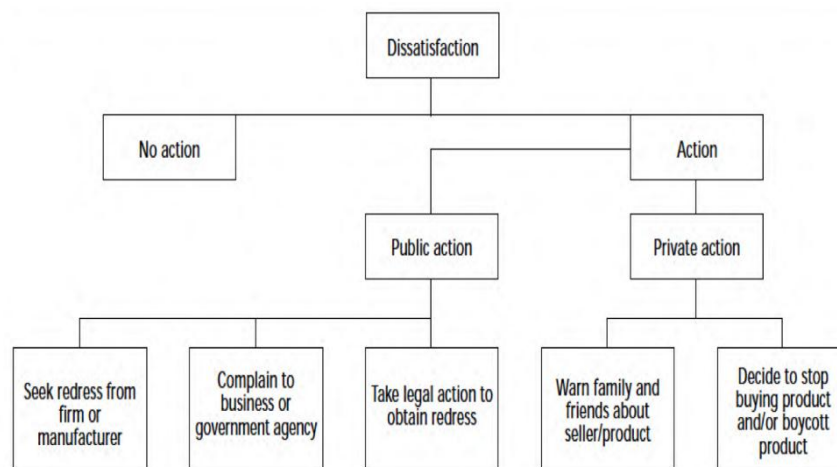 Dissatisfaction
No action
Action
Public action
Private action
Seek redress from
firm or
manufacturer
Complain to
business or
government agency
Take legal action to
obtain redress
Warn family and
friends about
seller/product
Decide to stop
buying product
and/or boycott
product